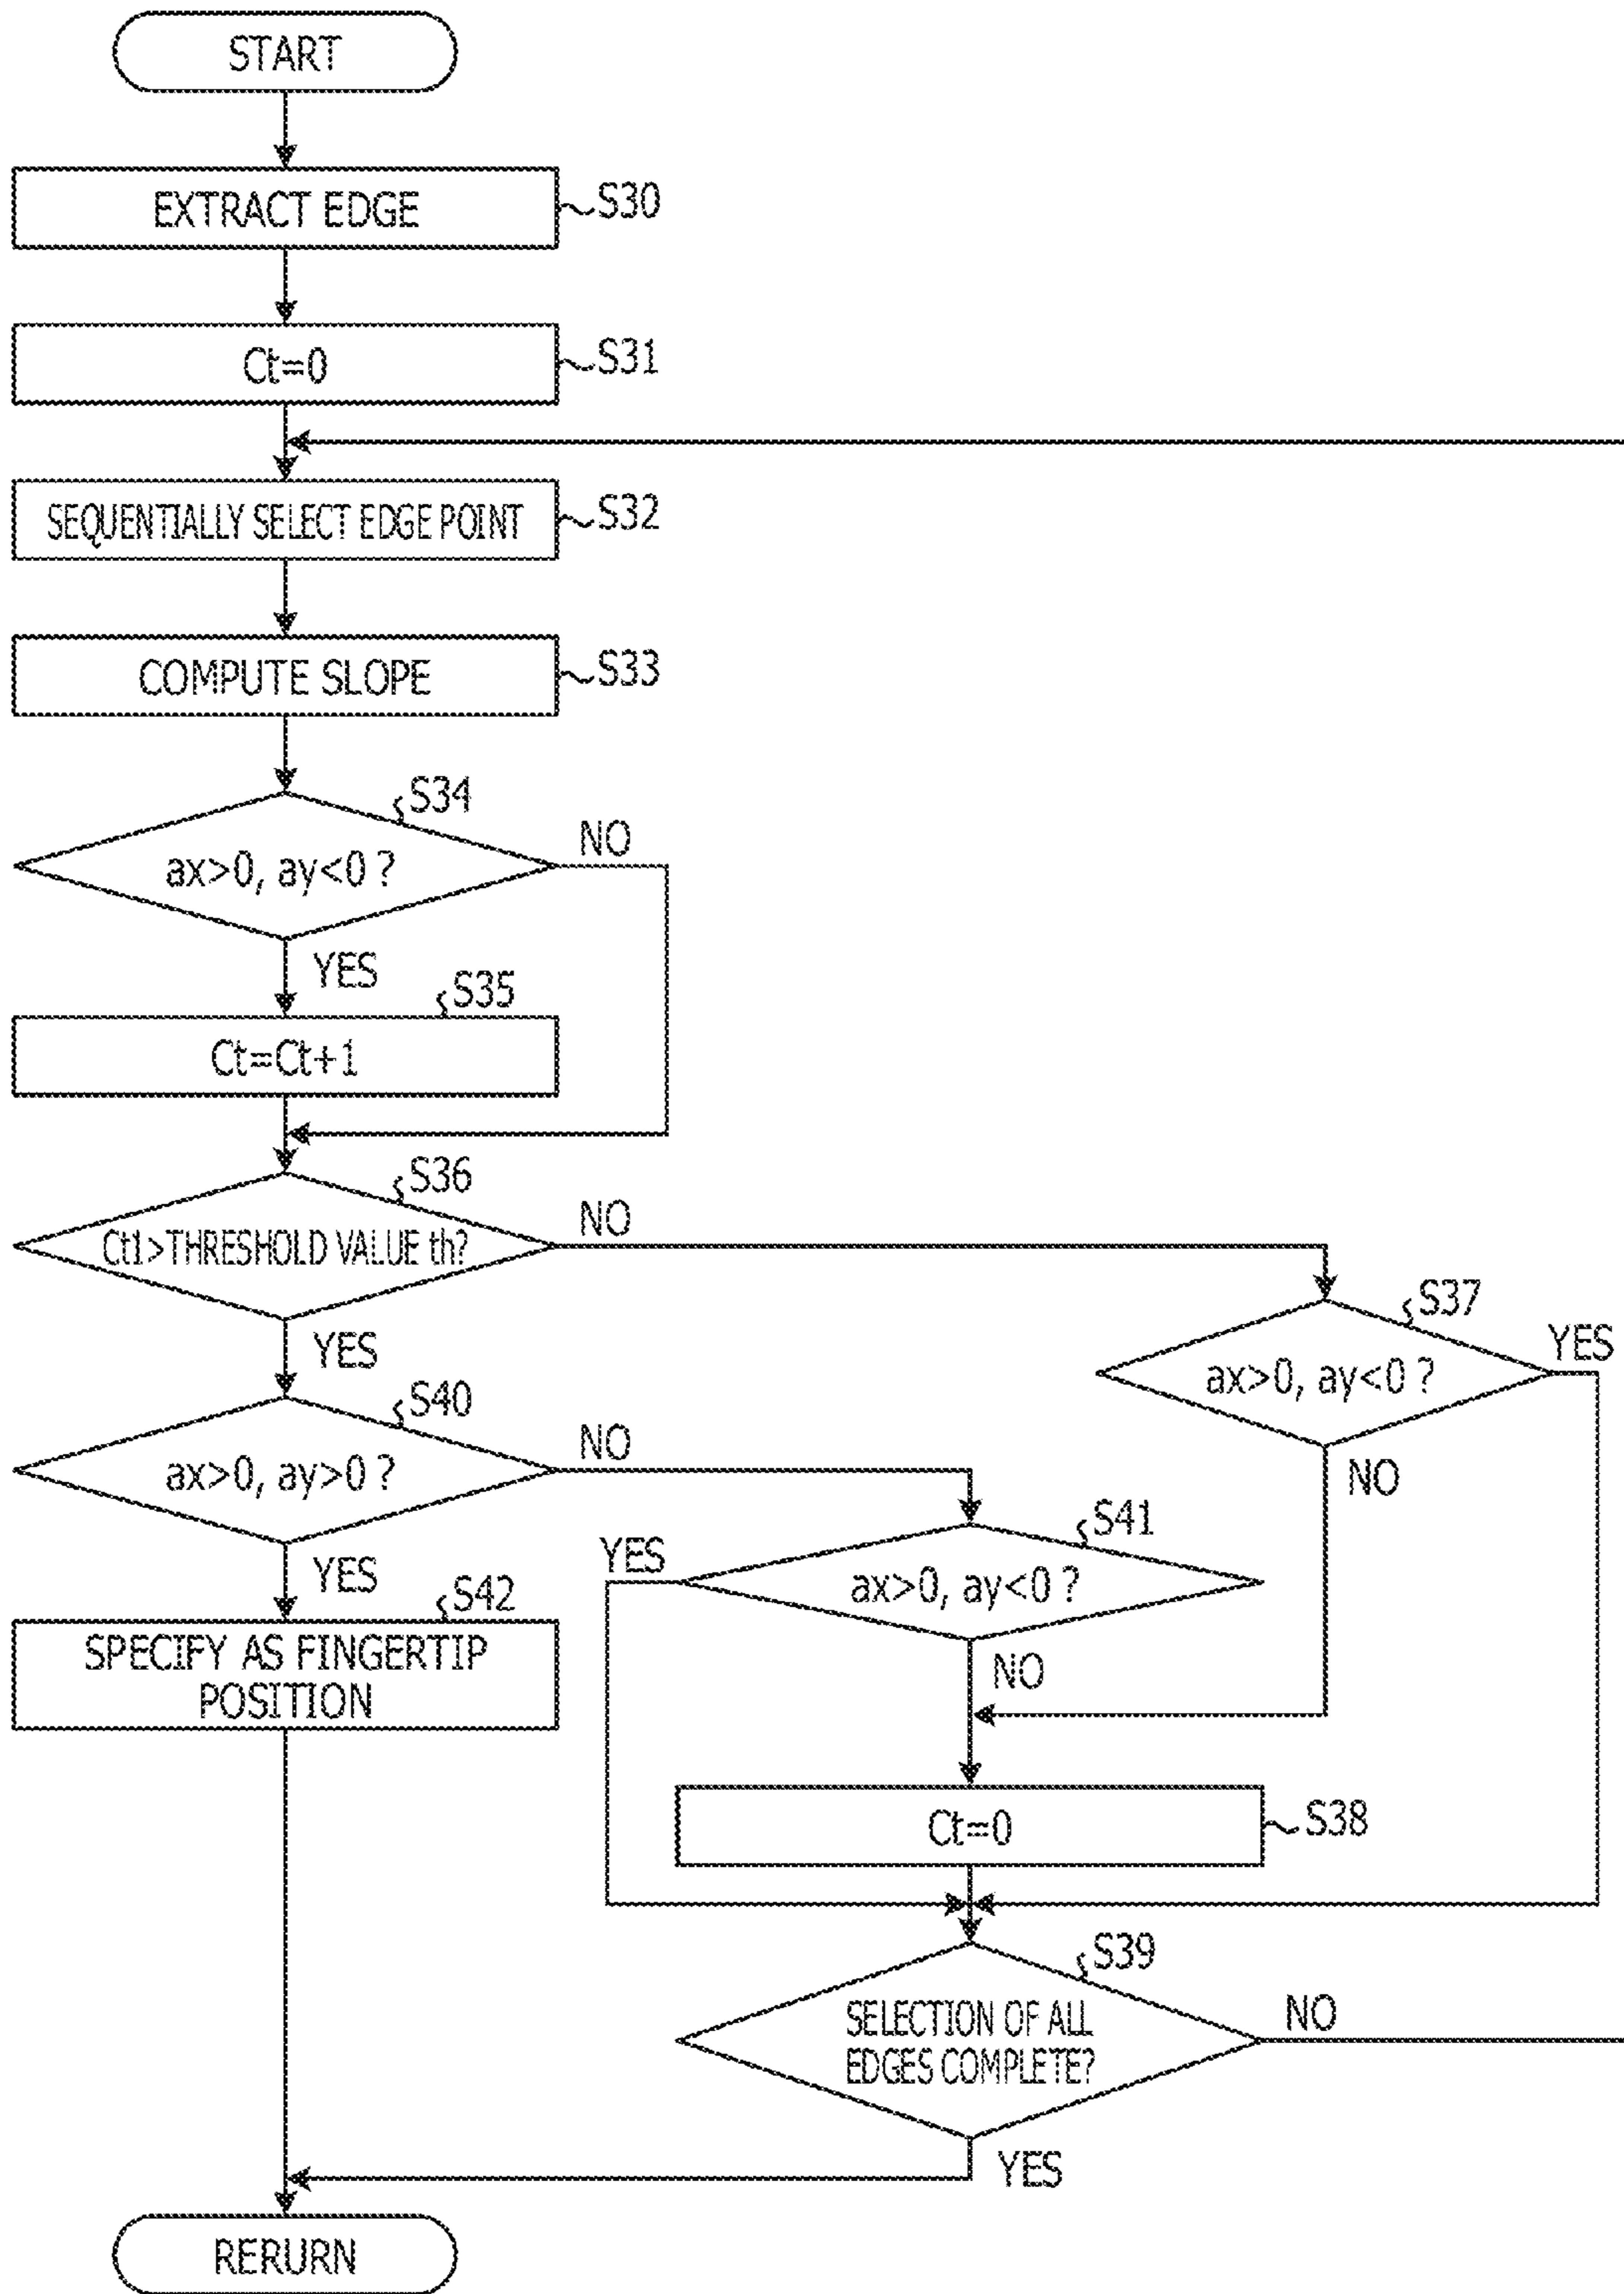 START
EXTRACT EDGE
S30
Ct=0
S31
SEQUENTIALLY SELECT EDGE POINT
S32
COMPUTE SLOPE
S33
S34
ax>0, ay<0 ?
NO
YES
S35
Ct=Ct+1
S36
Ct1>THRESHOLD VALUE th?
NO
YES
S37
ax>0, ay<0 ?
YES
NO
S40
ax>0, ay>0 ?
NO
YES
S41
ax>0, ay<0 ?
YES
NO
S42
SPECIFY AS FINGERTIP
POSITION
Ct=0
S38
S39
SELECTION OF ALL
EDGES COMPLETE?
NO
YES
RERURN